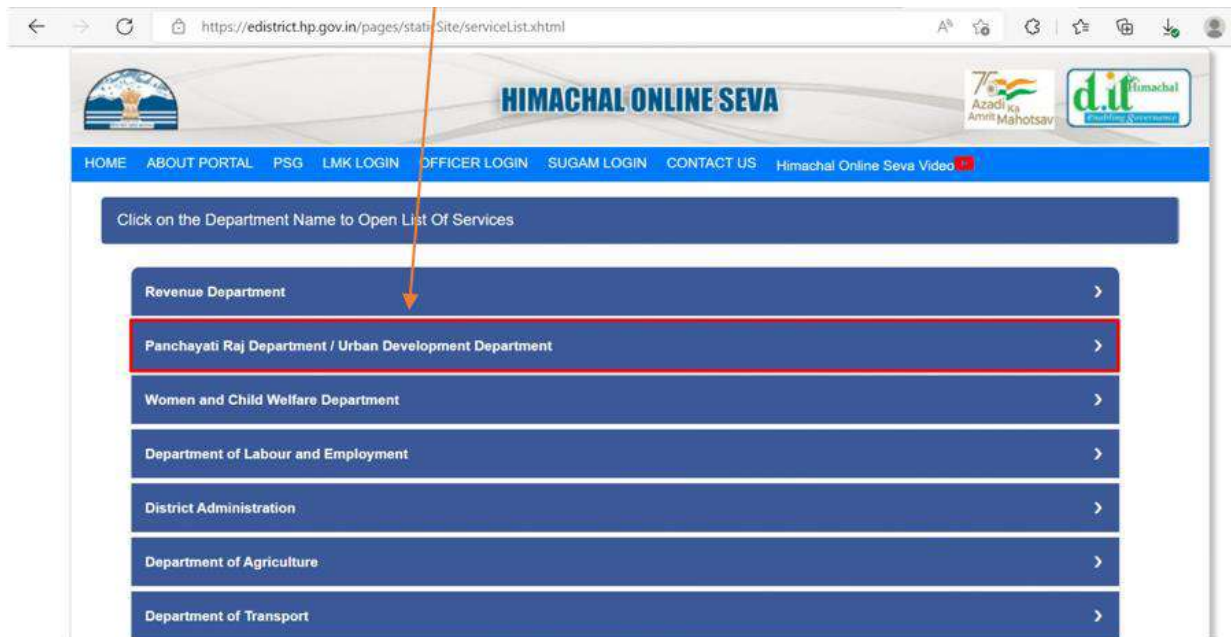 https://edistrict.hp.gov.in/pages/staticSite/serviceList.xhtml
HIMACHAL ONLINE SEVA
75
Azadi Ka
Amrit Mahotsav
d.it Himachal
Enabling Governance
HOME ABOUT PORTAL PSG LMK LOGIN OFFICER LOGIN SUGAM LOGIN CONTACT US Himachal Online Seva Video
Click on the Department Name to Open List Of Services
Revenue Department
Panchayati Raj Department / Urban Development Department
Women and Child Welfare Department
Department of Labour and Employment
District Administration
Department of Agriculture
Department of Transport